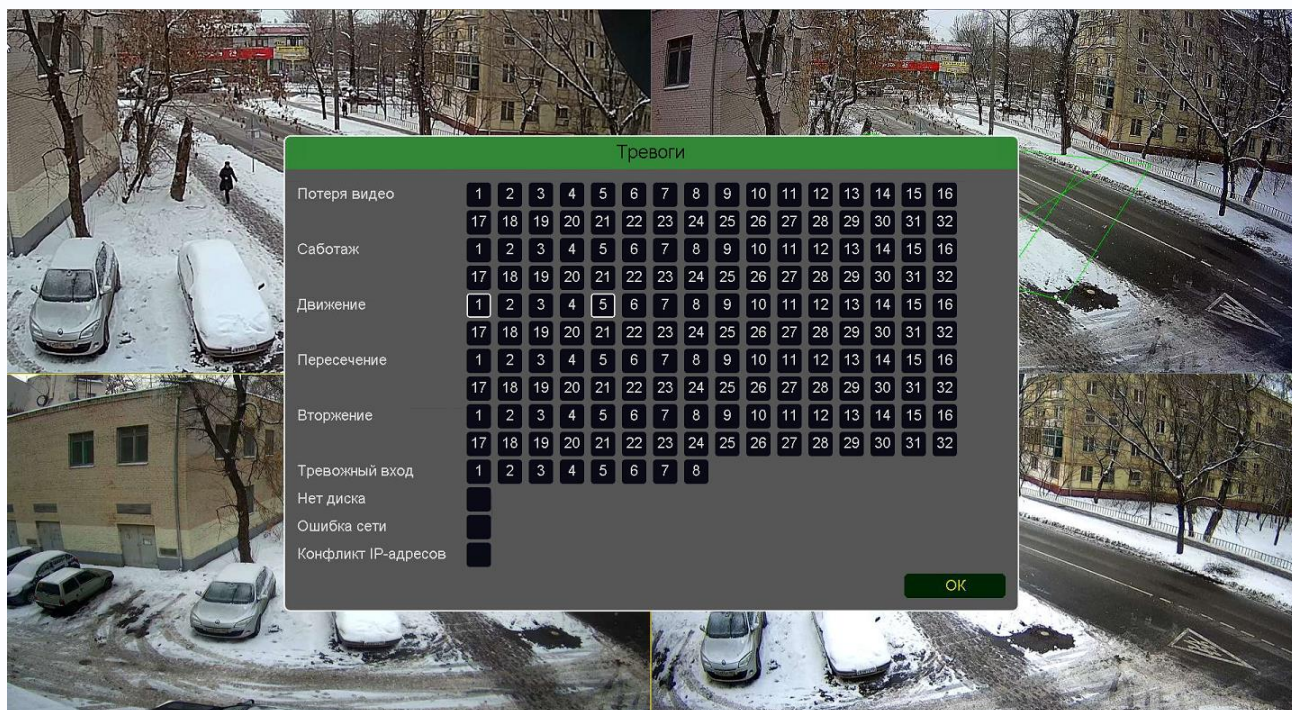 Тревоги
Потеря видео 1 2 3 4 5 6 7 8 9 10 11 12 13 14 15 16
17 18 19 20 21 22 23 24 25 26 27 28 29 30 31 32
Саботаж 1 2 3 4 5 6 7 8 9 10 11 12 13 14 15 16
17 18 19 20 21 22 23 24 25 26 27 28 29 30 31 32
Движение 1 2 3 4 5 6 7 8 9 10 11 12 13 14 15 16
17 18 19 20 21 22 23 24 25 26 27 28 29 30 31 32
Пересечение 1 2 3 4 5 6 7 8 9 10 11 12 13 14 15 16
17 18 19 20 21 22 23 24 25 26 27 28 29 30 31 32
Вторжение 1 2 3 4 5 6 7 8 9 10 11 12 13 14 15 16
17 18 19 20 21 22 23 24 25 26 27 28 29 30 31 32
Тревожный вход 1 2 3 4 5 6 7 8
Нет диска
Ошибка сети
Конфликт IP-адресов
OK